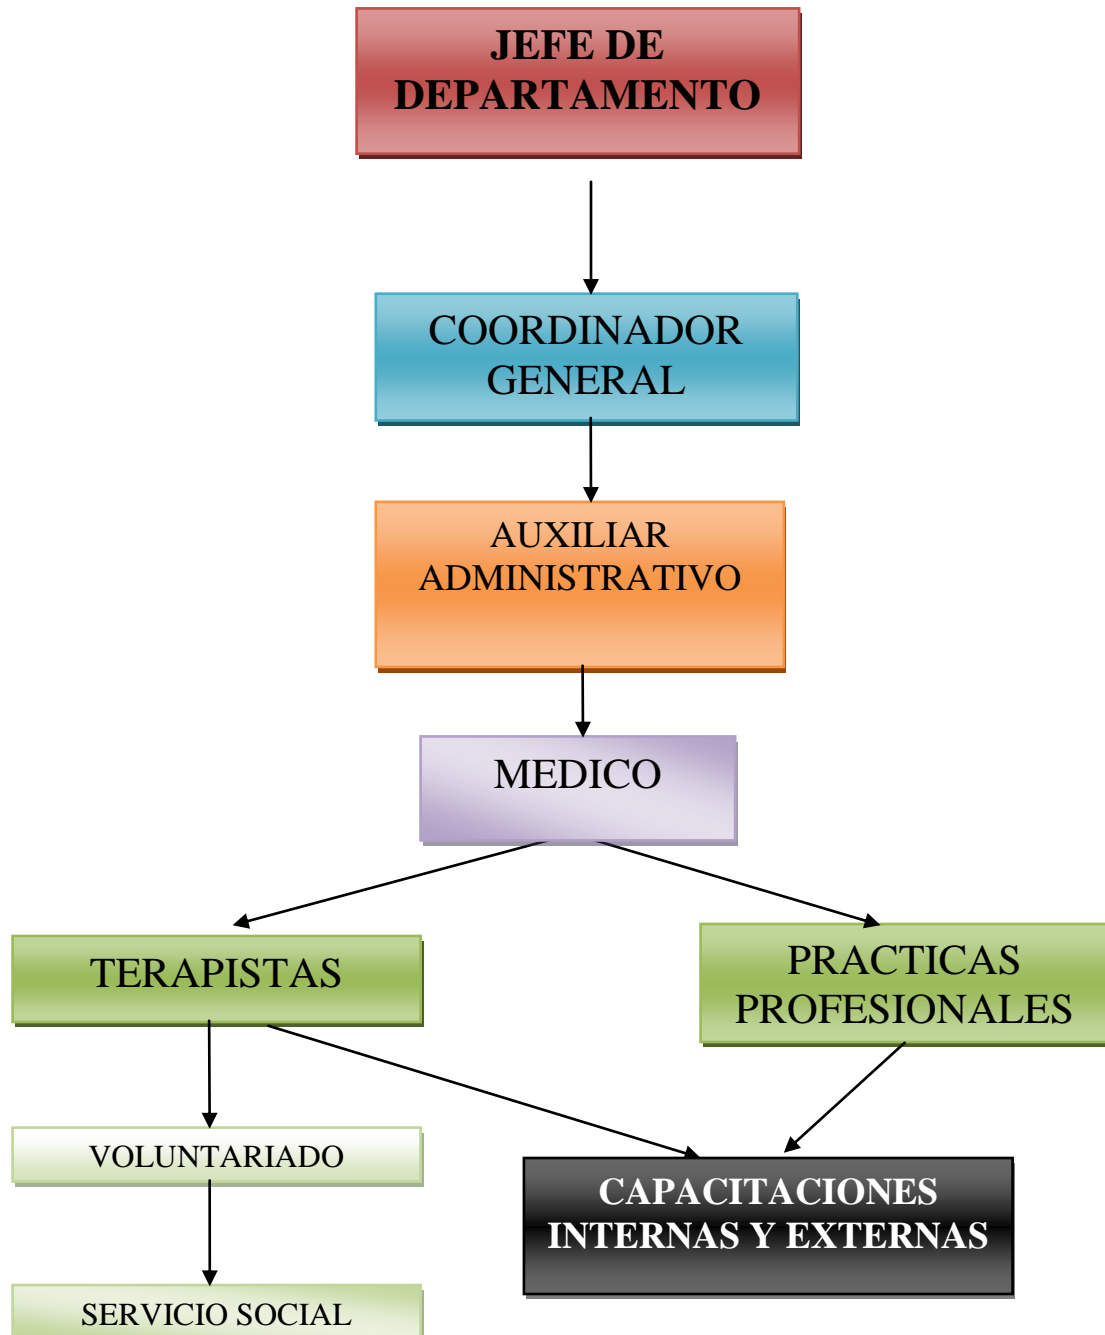 JEFE DE
DEPARTAMENTO
COORDINADOR
GENERAL
AUXILIAR
ADMINISTRATIVO
MEDICO
TERAPISTAS
PRACTICAS
PROFESIONALES
VOLUNTARIADO
CAPACITACIONES
INTERNAS Y EXTERNAS
SERVICIO SOCIAL